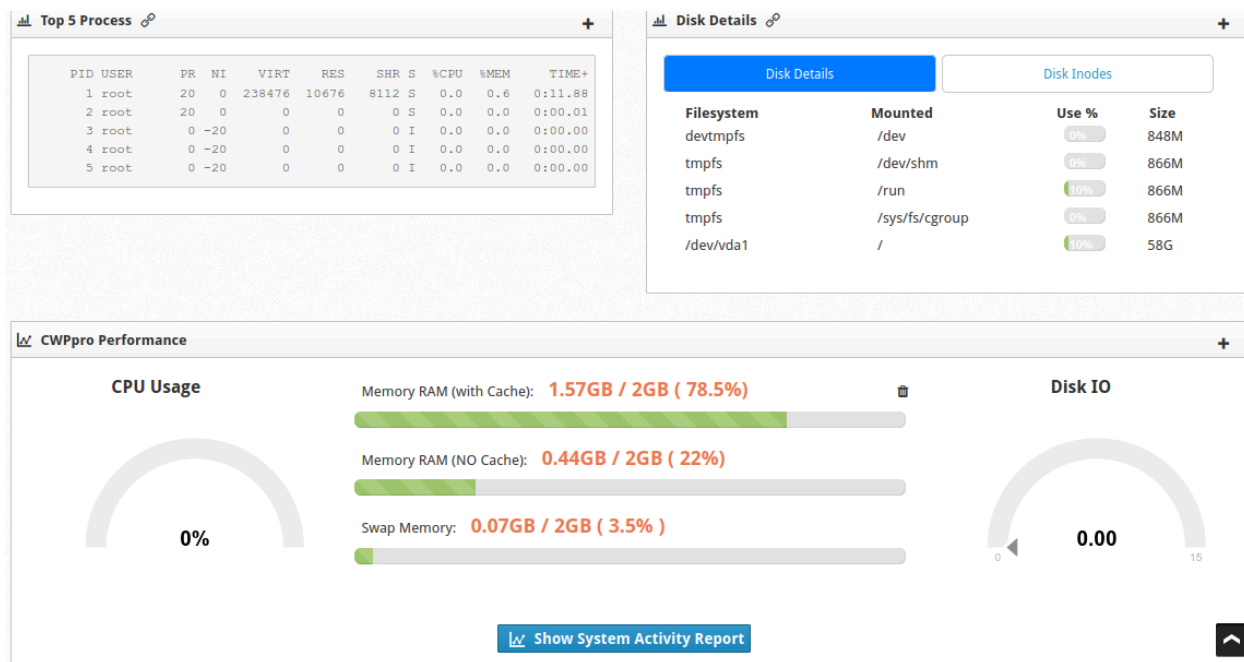 Top 5 Process
PID USER PR NI VIRT RES SHR S %CPU %MEM TIME+
1 root 20 0 238476 10676 8112 S 0.0 0.6 0:11.88
2 root 20 0 0 0 0 S 0.0 0.0 0:00.01
3 root 0 -20 0 0 0 I 0.0 0.0 0:00.00
4 root 0 -20 0 0 0 I 0.0 0.0 0:00.00
5 root 0 -20 0 0 0 I 0.0 0.0 0:00.00
Disk Details
Disk Details Disk Inodes
Filesystem Mounted Use % Size
devtmpfs /dev 0% 848M
tmpfs /dev/shm 0% 866M
tmpfs /run 10% 866M
tmpfs /sys/fs/cgroup 0% 866M
/dev/vda1 / 10% 58G
CWPpro Performance
CPU Usage
0%
Memory RAM (with Cache): 1.57GB / 2GB ( 78.5%)
Memory RAM (NO Cache): 0.44GB / 2GB ( 22%)
Swap Memory: 0.07GB / 2GB ( 3.5% )
Disk IO
0.00
0 15
Show System Activity Report